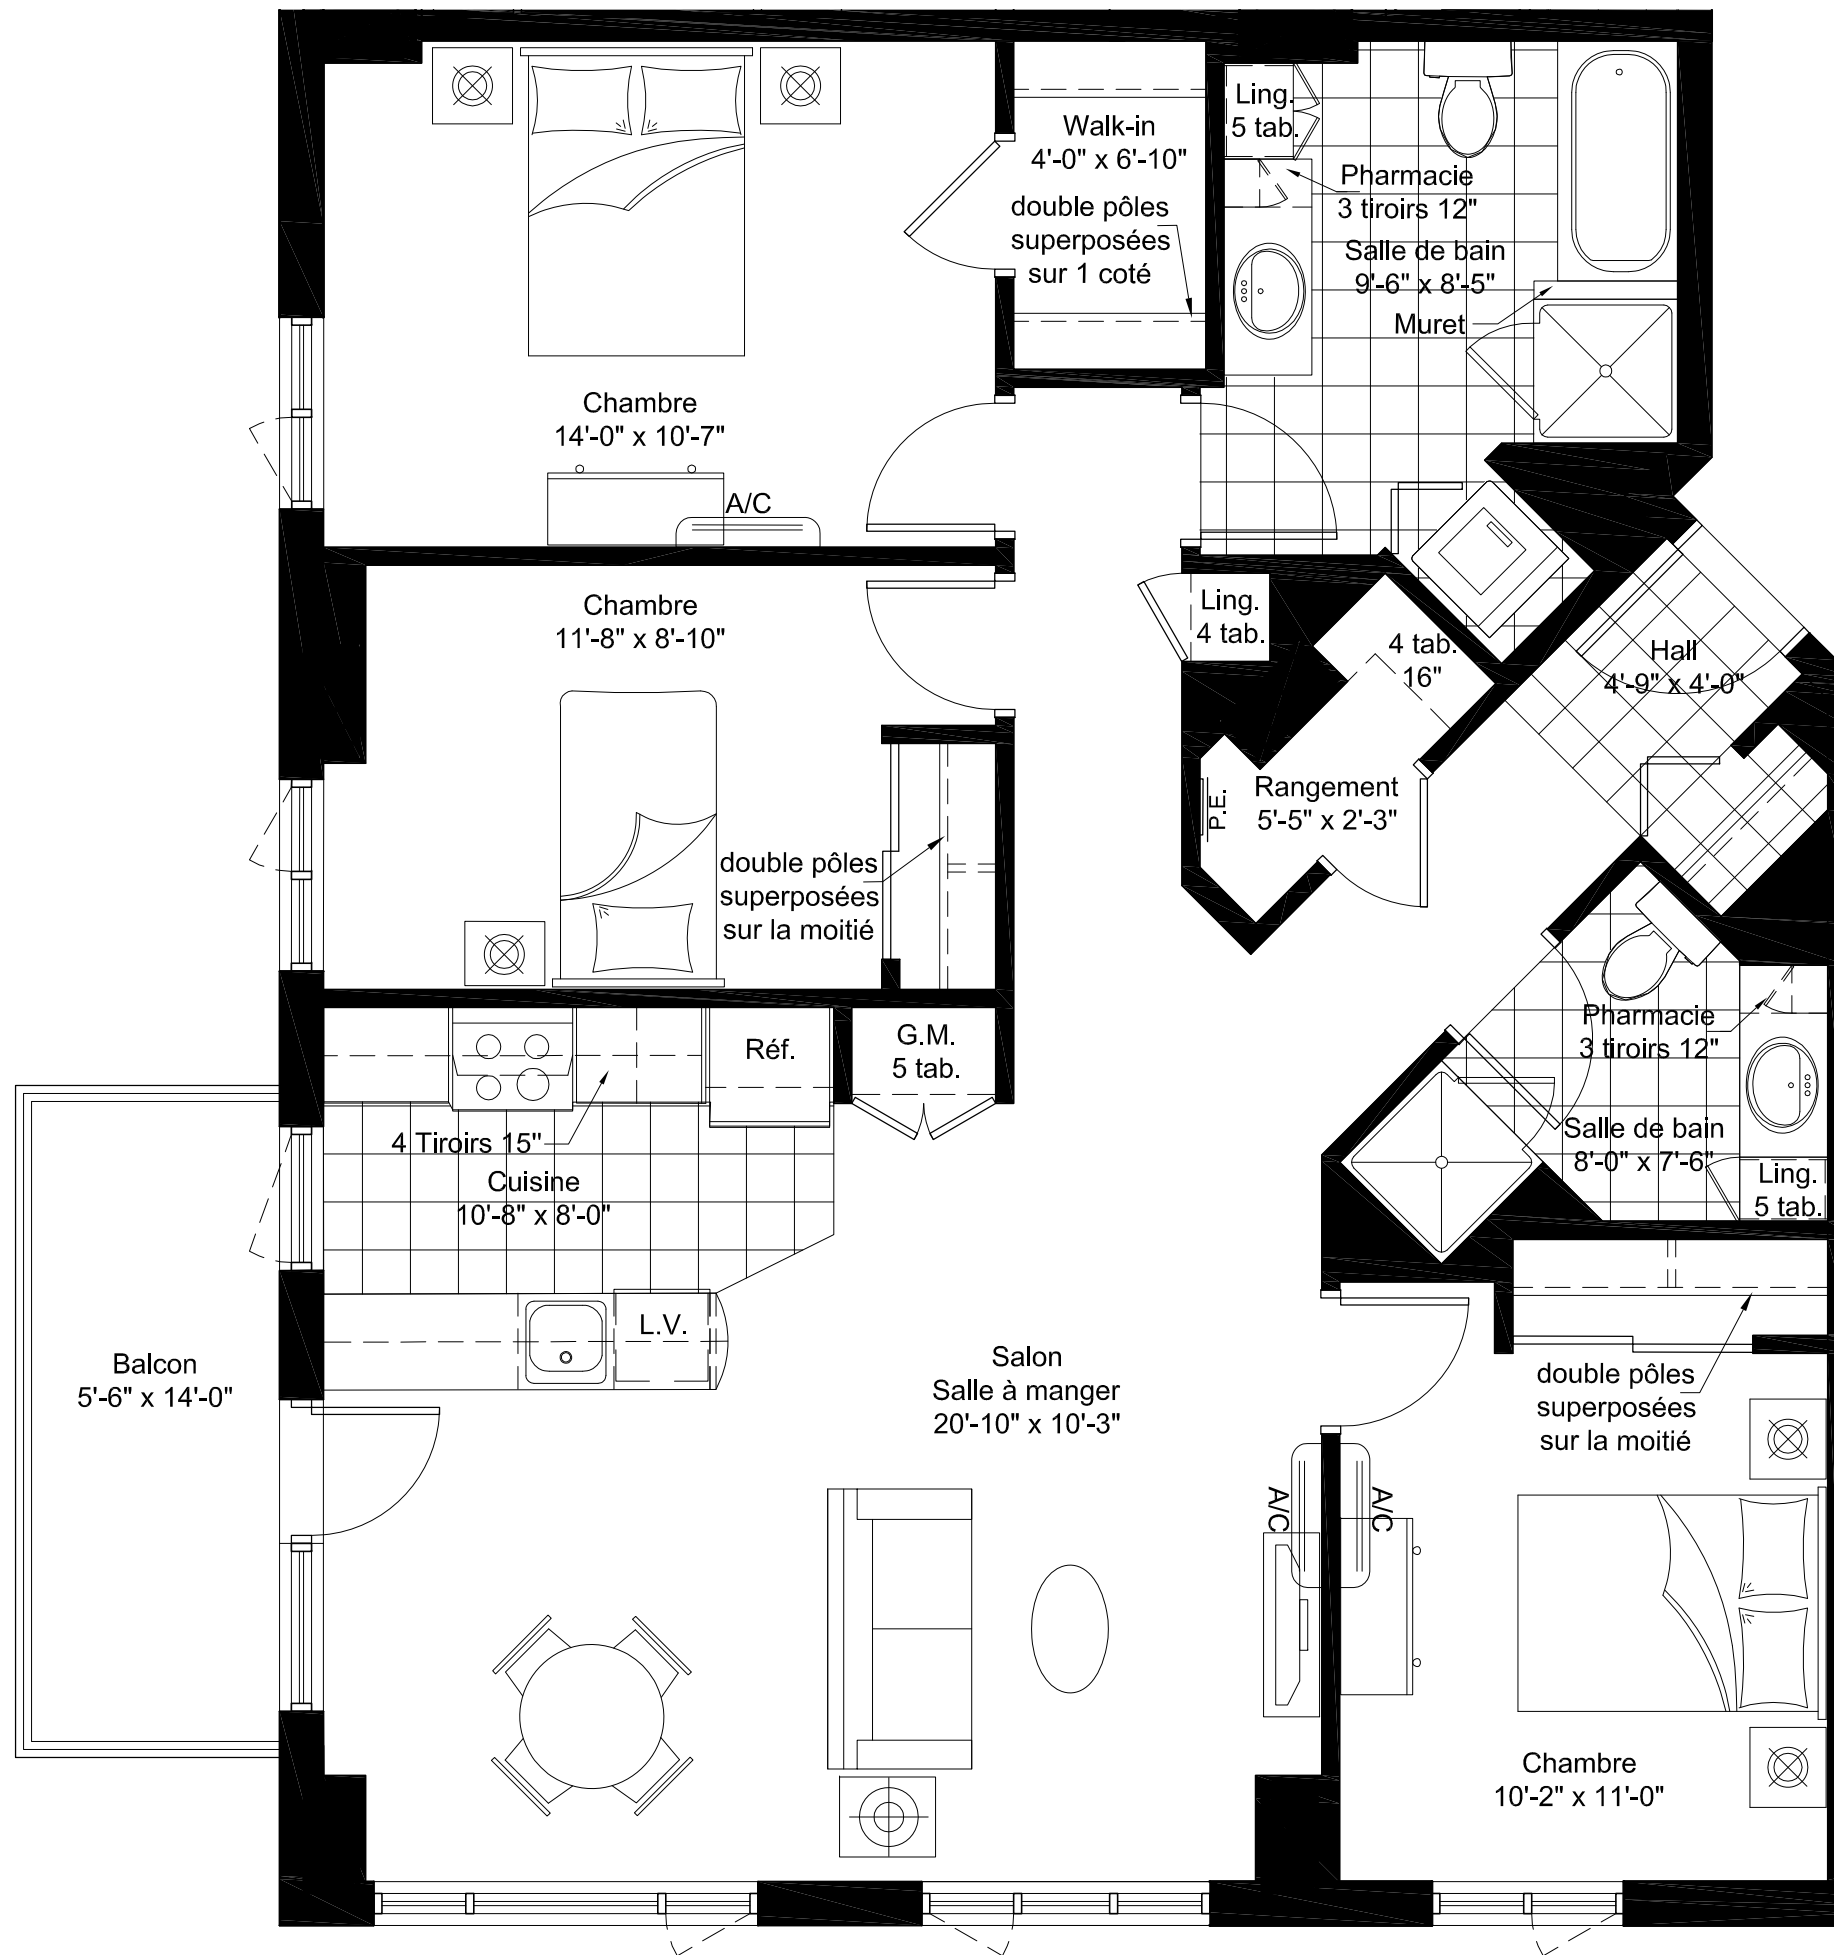 Ling.
5 tab.
Walk-in
4'-0" x 6'-10"
double pôles
superposées
sur 1 coté
Pharmacie
3 tiroirs 12"
Salle de bain
9'-6" x 8'-5"
Muret
Chambre
14'-0" x 10'-7"
A/C
Chambre
11'-8" x 8'-10"
Ling.
4 tab.
4 tab.
16"
Hall
4'-9" x 4'-0"
Rangement
5'-5" x 2'-3"
P.E.
double pôles
superposées
sur la moitié
Réf.
G.M.
5 tab.
Pharmacie
3 tiroirs 12"
4 Tiroirs 15"
Cuisine
10'-8" x 8'-0"
Salle de bain
8'-0" x 7'-6"
Ling.
5 tab.
L.V.
Balcon
5'-6" x 14'-0"
Salon
Salle à manger
20'-10" x 10'-3"
double pôles
superposées
sur la moitié
A/C
A/C
Chambre
10'-2" x 11'-0"